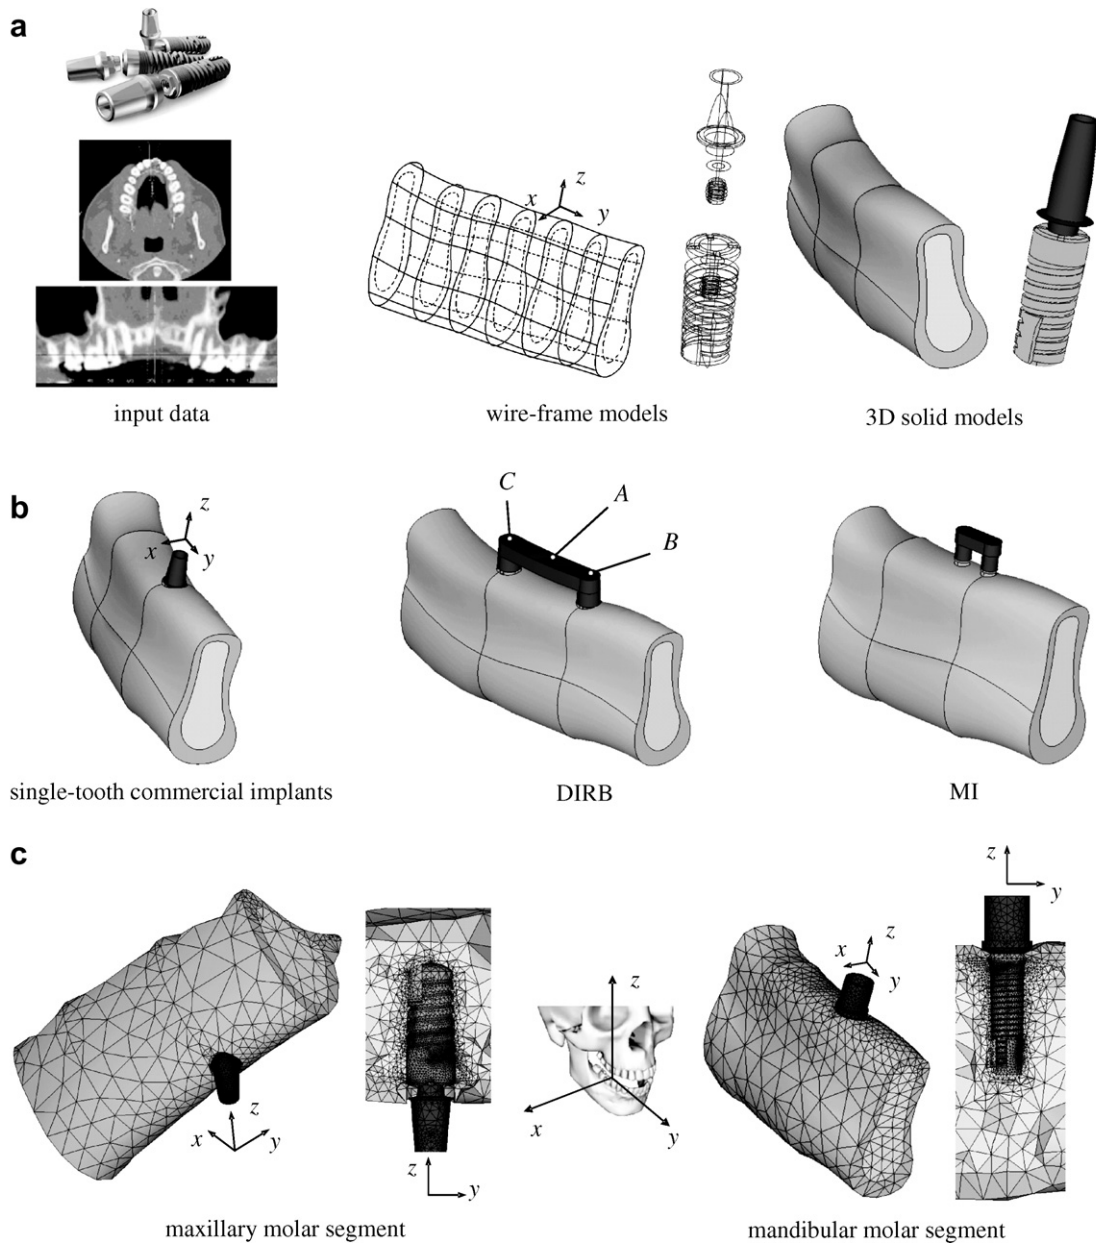 a
z
x
y
input data
wire-frame models
3D solid models
b
z
x
y
C
A
B
single-tooth commercial implants
DIRB
MI
c
z
x
y
z
y
z
x
y
z
x
y
z
y
maxillary molar segment
mandibular molar segment